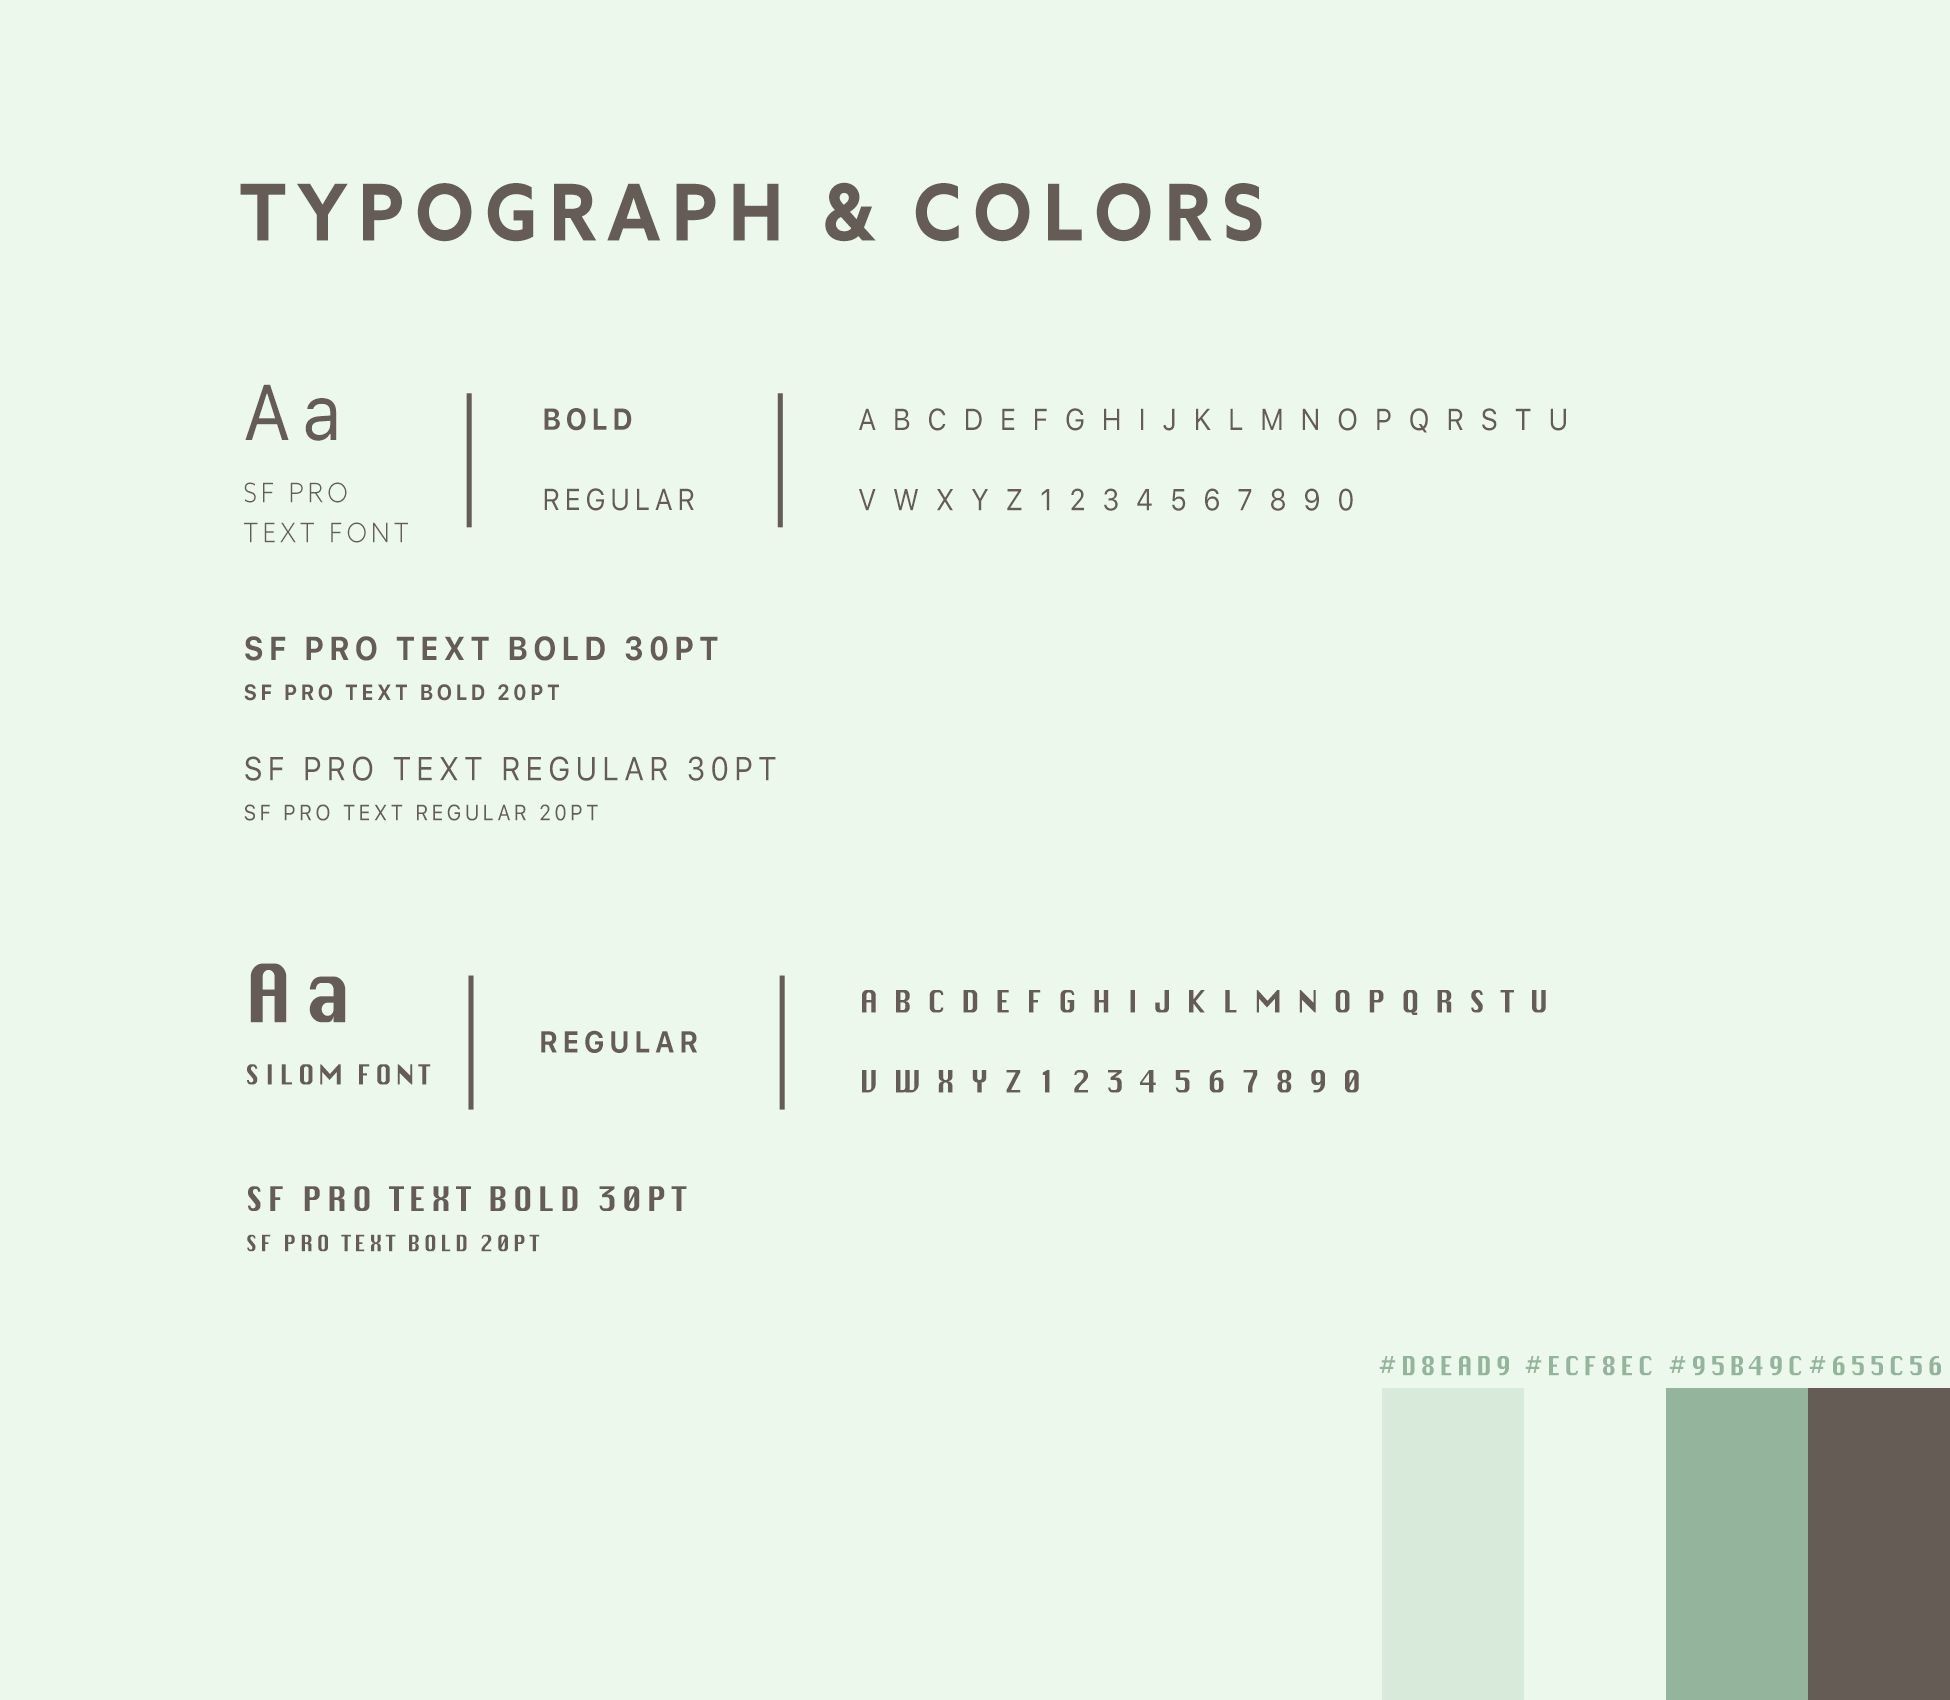 TYPOGRAPH & COLORS
Aa
SF PRO
TEXT FONT
BOLD
REGULAR
A B C D E F G H I J K L M N O P Q R S T U
V W X Y Z 1 2 3 4 5 6 7 8 9 0
SF PRO TEXT BOLD 30PT
SF PRO TEXT BOLD 20PT
SF PRO TEXT REGULAR 30PT
SF PRO TEXT REGULAR 20PT
Aa
SILOM FONT
REGULAR
A B C D E F G H I J K L M N O P Q R S T U
V W X Y Z 1 2 3 4 5 6 7 8 9 0
SF PRO TEXT BOLD 30PT
SF PRO TEXT BOLD 20PT
#D8EAD9 #ECF8EC #95B49C #655C56